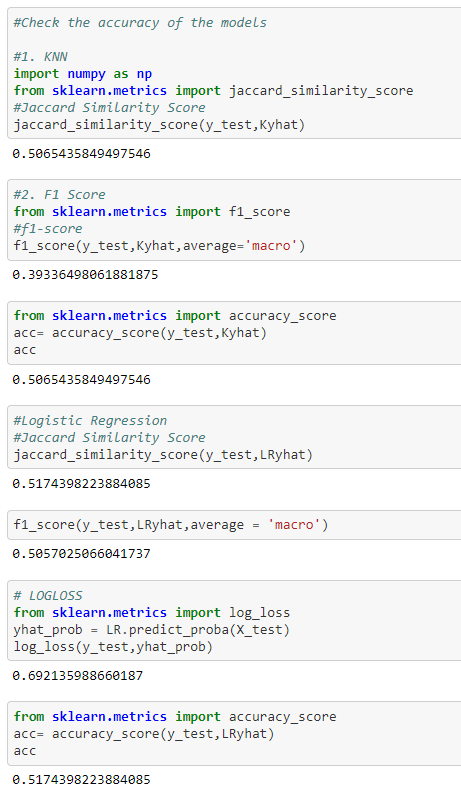 #Check the accuracy of the models
#1. KNN
import numpy as np
from sklearn.metrics import jaccard_similarity_score
#Jaccard Similarity Score
jaccard_similarity_score(y_test,Kyhat)
0.5065435849497546
#2. F1 Score
from sklearn.metrics import f1_score
#f1-score
f1_score(y_test,Kyhat,average='macro')
0.39336498061881875
from sklearn.metrics import accuracy_score
acc= accuracy_score(y_test,Kyhat)
acc
0.5065435849497546
#Logistic Regression
#Jaccard Similarity Score
jaccard_similarity_score(y_test,LRyhat)
0.5174398223884085
f1_score(y_test,LRyhat,average = 'macro')
0.5057025066041737
# LOGLOSS
from sklearn.metrics import log_loss
yhat_prob = LR.predict_proba(X_test)
log_loss(y_test,yhat_prob)
0.692135988660187
from sklearn.metrics import accuracy_score
acc= accuracy_score(y_test,LRyhat)
acc
0.5174398223884085